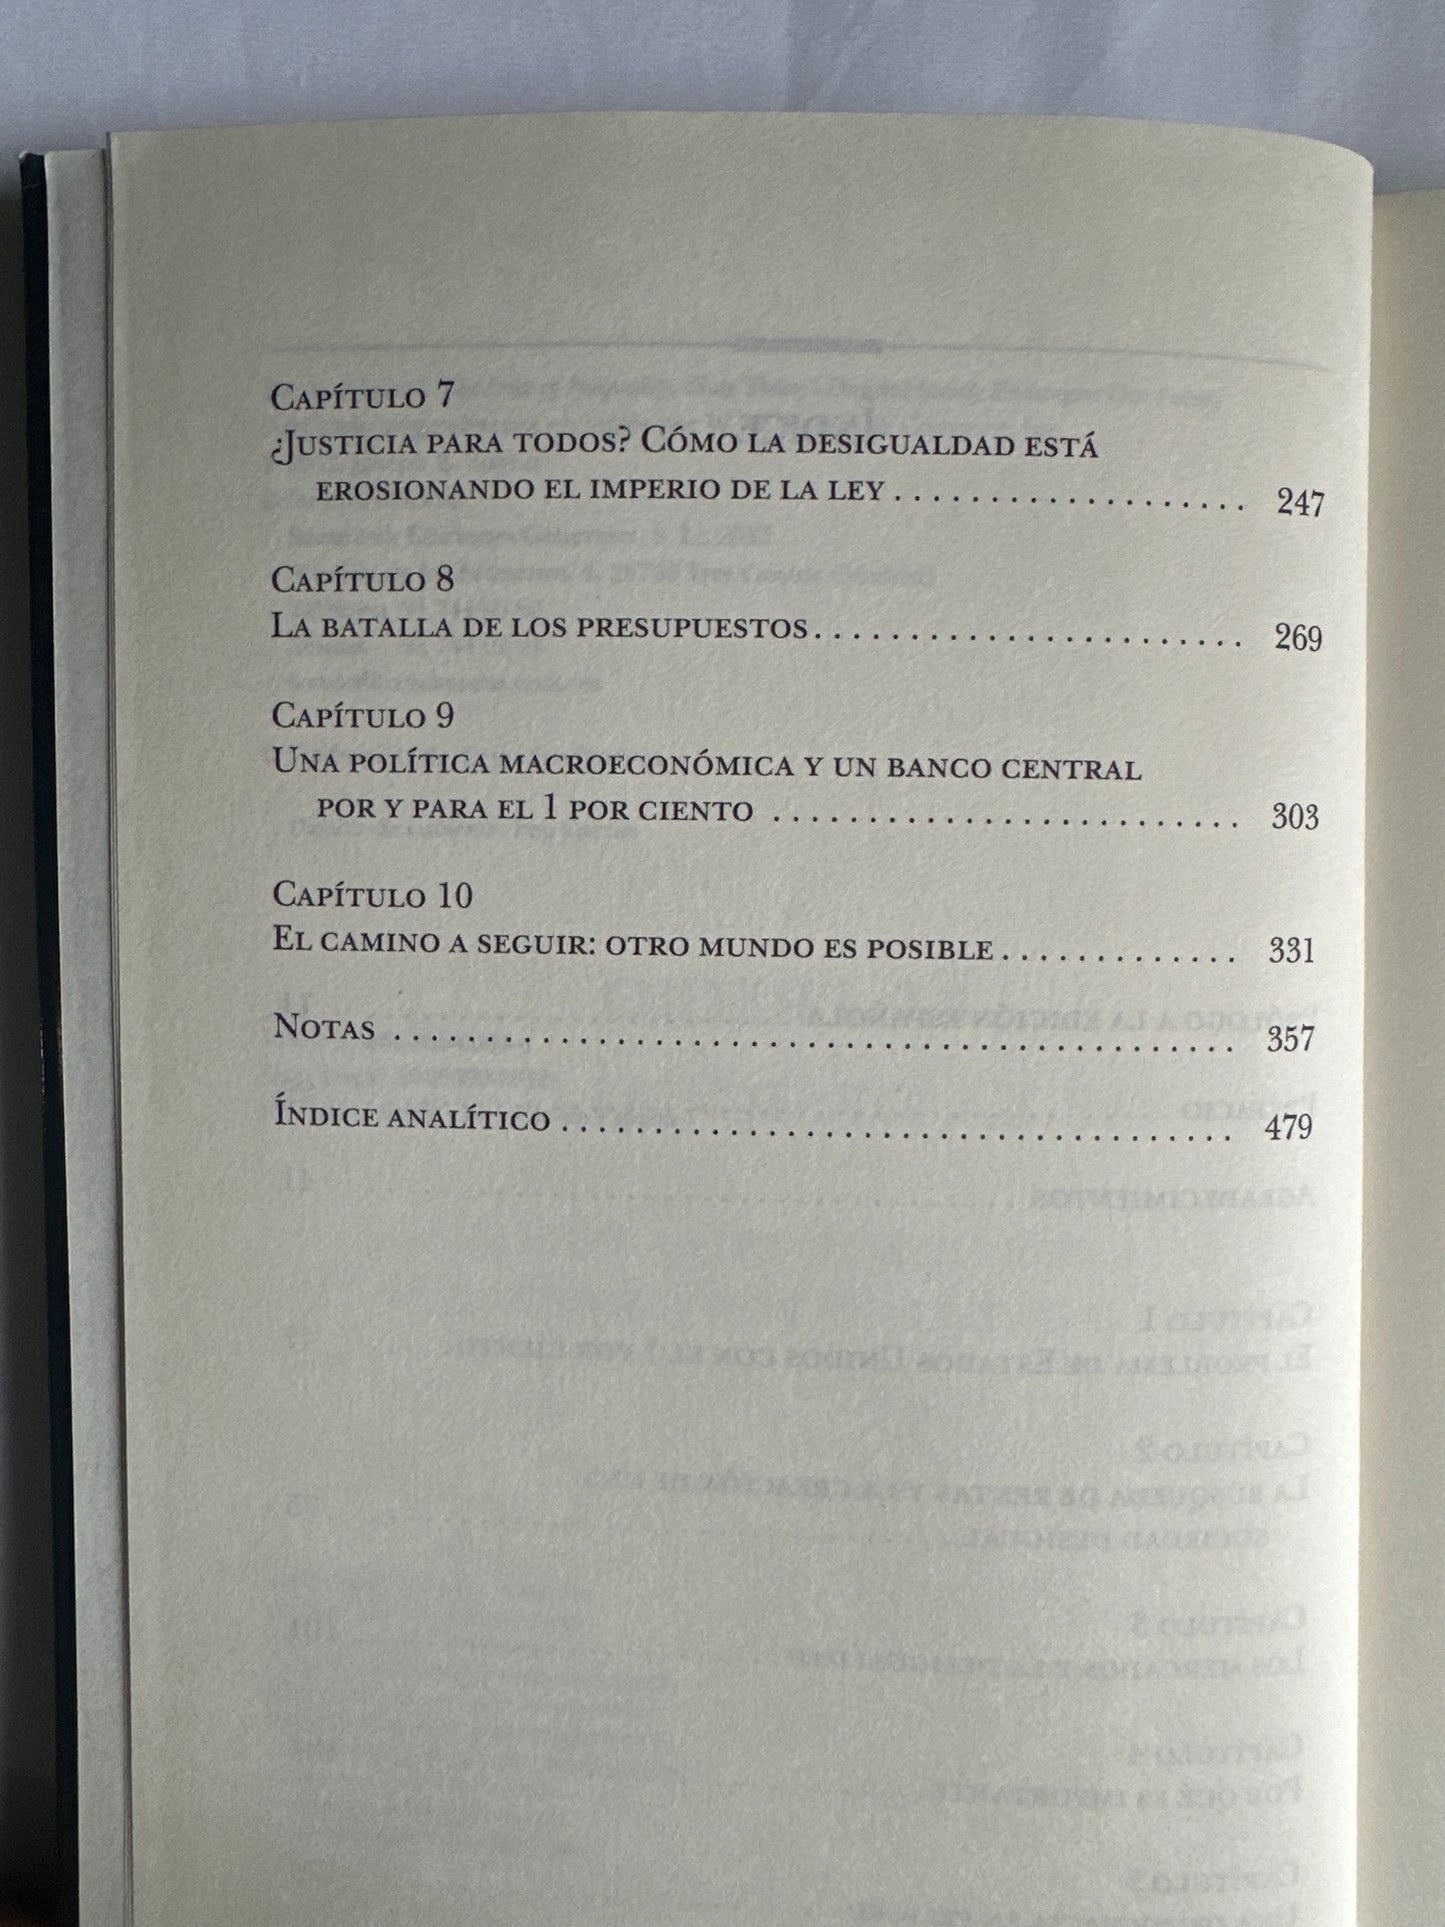 Capítulo 7
¿Justicia para todos? Cómo la desigualdad está
erosionando el imperio de la ley . . . . . . . . . . . . . . . . . . . 247
Capítulo 8
La batalla de los presupuestos . . . . . . . . . . . . . . . . . . . . . . . 269
Capítulo 9
Una política macroeconómica y un banco central
por y para el 1 por ciento . . . . . . . . . . . . . . . . . . . . . . . . . 303
Capítulo 10
El camino a seguir: otro mundo es posible . . . . . . . . . . . . . 331
Notas . . . . . . . . . . . . . . . . . . . . . . . . . . . . . . . . . . . . . . . . . . . . . 357
Índice analítico . . . . . . . . . . . . . . . . . . . . . . . . . . . . . . . . . . . . 479